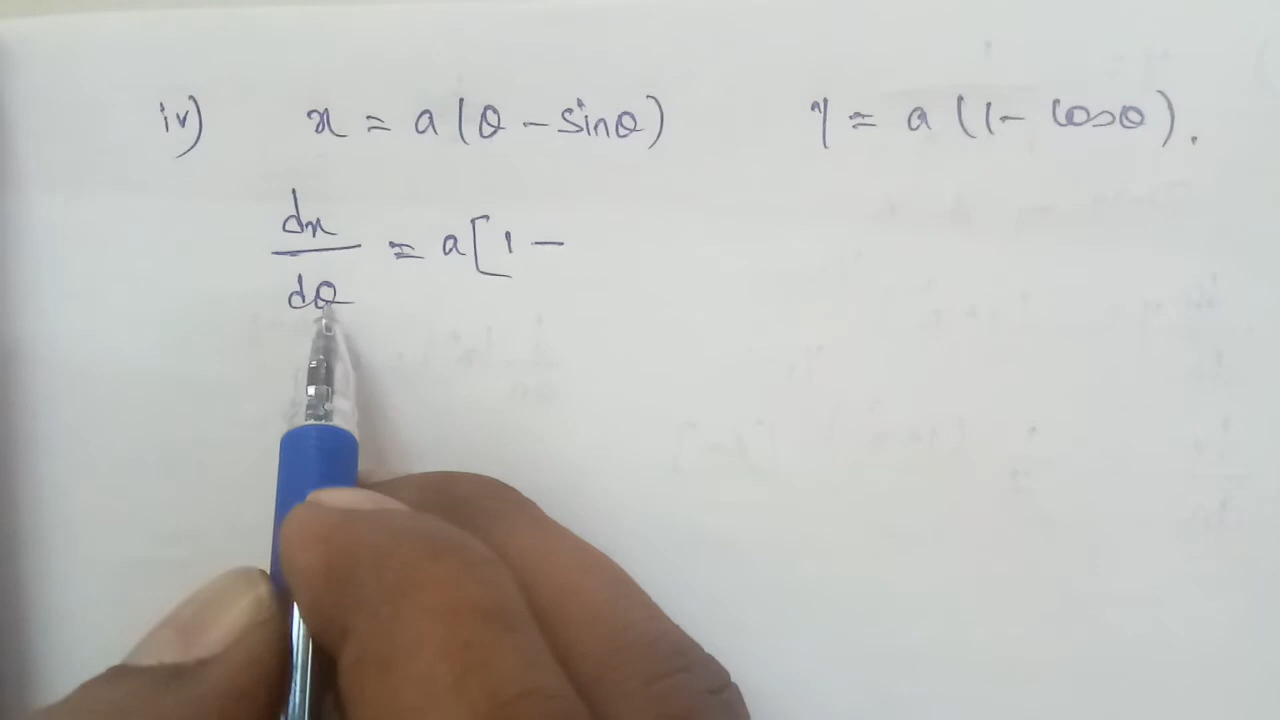 iv) x = a(θ - sinθ) y = a(1 - cosθ).
dx/dθ = a[1 -